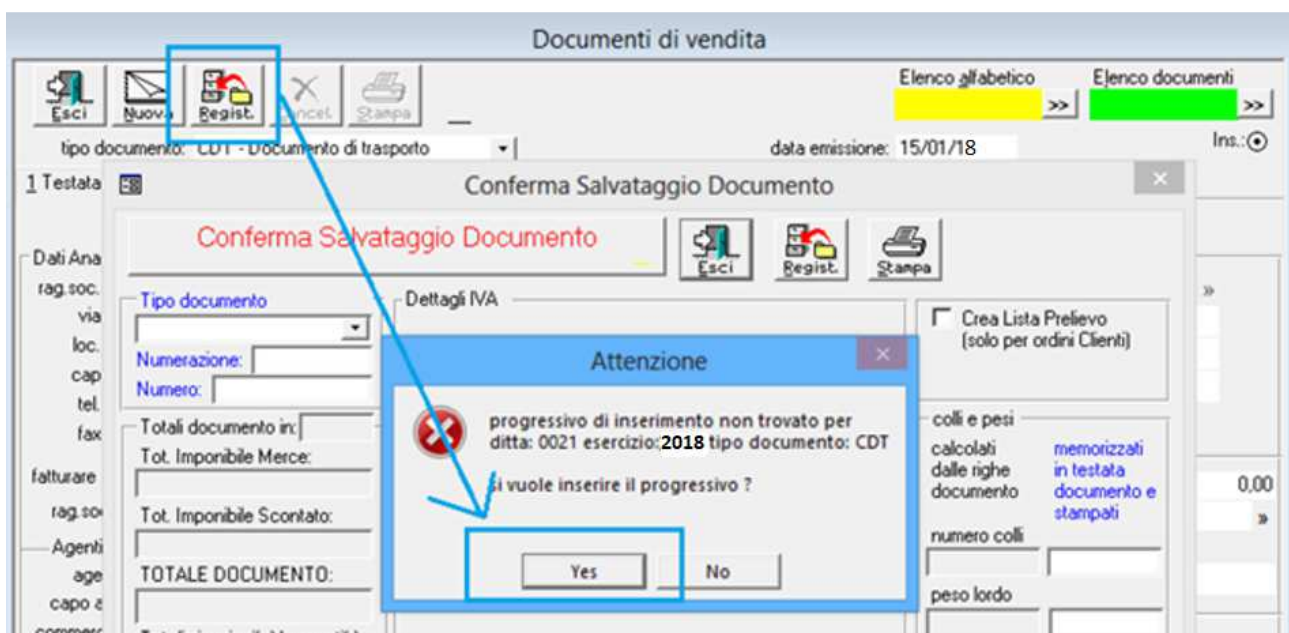 Documenti di vendita
Esci
Nuova
Regist.
Cancel.
Stampa
Elenco alfabetico
>>
Elenco documenti
>>
tipo documento: CDT - Documento di trasporto
data emissione: 15/01/18
Ins.:
1 Testata
Conferma Salvataggio Documento
Conferma Salvataggio Documento
Esci
Regist.
Stampa
Dati Ana
rag.soc.
via
loc.
cap
tel.
fax
fatturare
rag.so
Agenti
age
capo a
Tipo documento
Numerazione:
Numero:
Dettagli IVA
Crea Lista Prelievo
(solo per ordini Clienti)
»
Totali documento in:
Tot. Imponibile Merce:
Tot. Imponibile Scontato:
TOTALE DOCUMENTO:
Attenzione
progressivo di inserimento non trovato per
ditta: 0021 esercizio:2018 tipo documento: CDT
si vuole inserire il progressivo ?
Yes
No
colli e pesi
calcolati
dalle righe
documento
memorizzati
in testata
documento e
stampati
numero colli
peso lordo
0,00
»